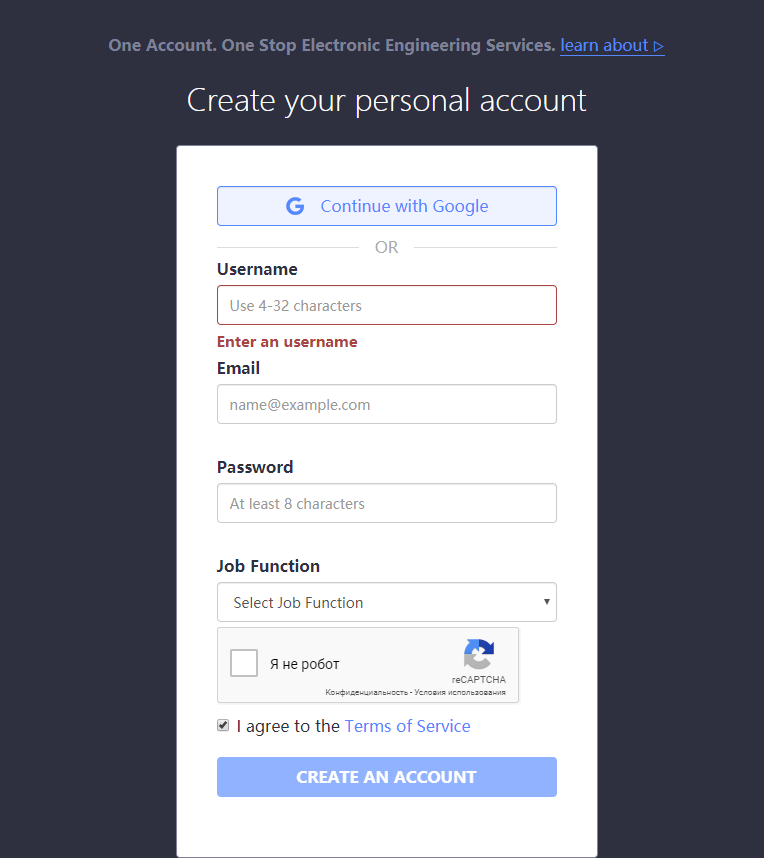 One Account. One Stop Electronic Engineering Services. learn about ▷
Create your personal account
Continue with Google
OR
Username
Use 4-32 characters
Enter an username
Email
name@example.com
Password
At least 8 characters
Job Function
Select Job Function
Я не робот
reCAPTCHA
Конфиденциальность - Условия использования
I agree to the Terms of Service
CREATE AN ACCOUNT